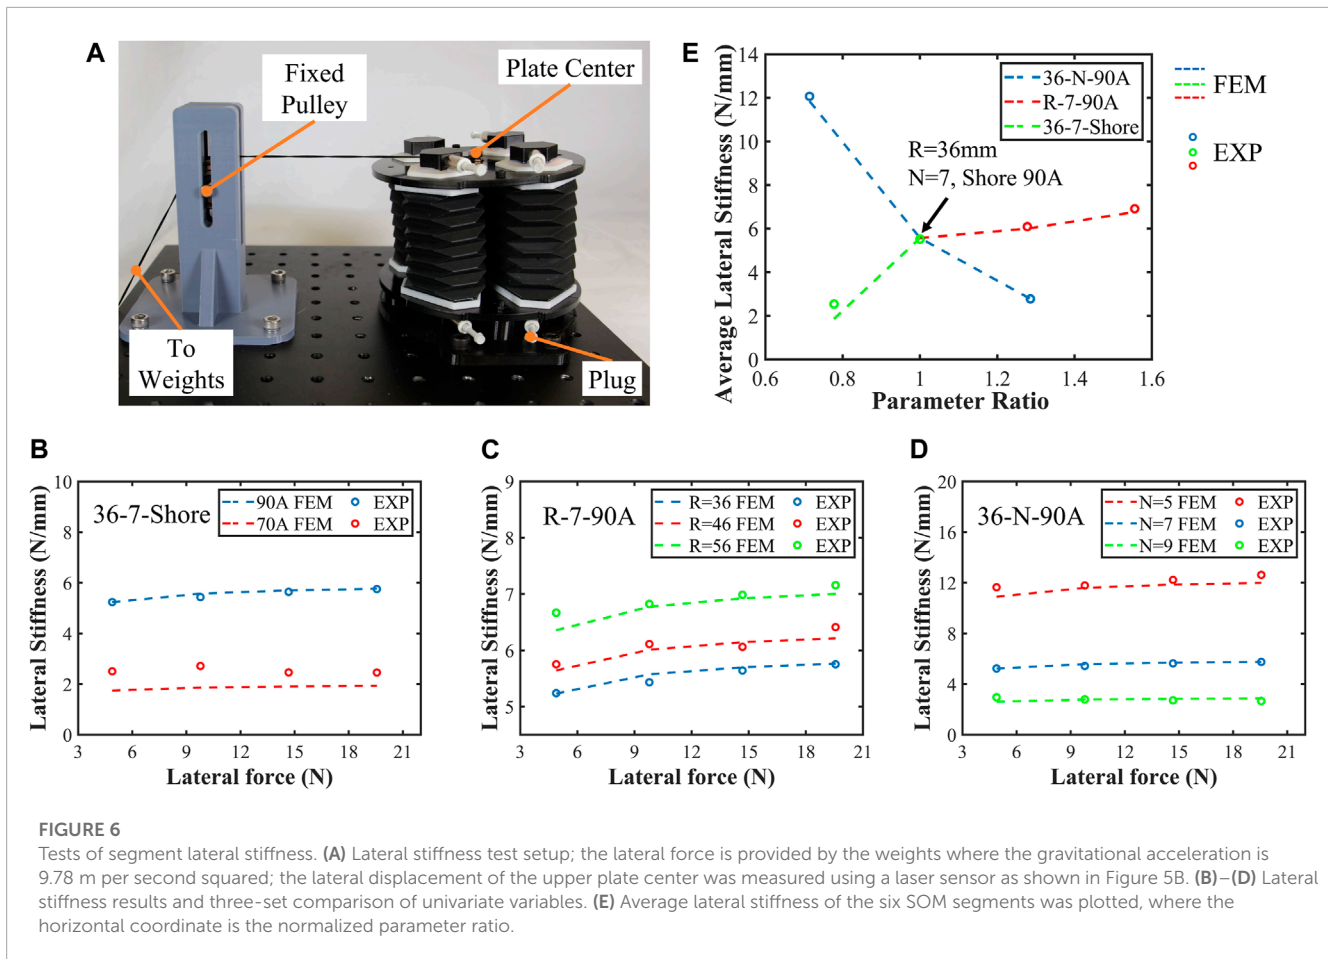 A
Fixed
Pulley
Plate Center
To
Weights
Plug
E
Average Lateral Stiffness (N/mm)
14
12
10
8
6
4
2
0
0.6
0.8
1
1.2
1.4
1.6
Parameter Ratio
36-N-90A
R-7-90A
36-7-Shore
R=36mm
N=7, Shore 90A
FEM
EXP
B
Lateral Stiffness (N/mm)
10
8
6
4
2
0
3
6
9
12
15
18
21
Lateral force (N)
36-7-Shore
90A FEM EXP
70A FEM EXP
C
Lateral Stiffness (N/mm)
9
8
7
6
5
3
6
9
12
15
18
21
Lateral force (N)
R-7-90A
R=36 FEM EXP
R=46 FEM EXP
R=56 FEM EXP
D
Lateral Stiffness (N/mm)
20
16
12
8
4
0
3
6
9
12
15
18
21
Lateral force (N)
36-N-90A
N=5 FEM EXP
N=7 FEM EXP
N=9 FEM EXP
FIGURE 6
Tests of segment lateral stiffness. (A) Lateral stiffness test setup; the lateral force is provided by the weights where the gravitational acceleration is
9.78 m per second squared; the lateral displacement of the upper plate center was measured using a laser sensor as shown in Figure 5B. (B)–(D) Lateral
stiffness results and three-set comparison of univariate variables. (E) Average lateral stiffness of the six SOM segments was plotted, where the
horizontal coordinate is the normalized parameter ratio.